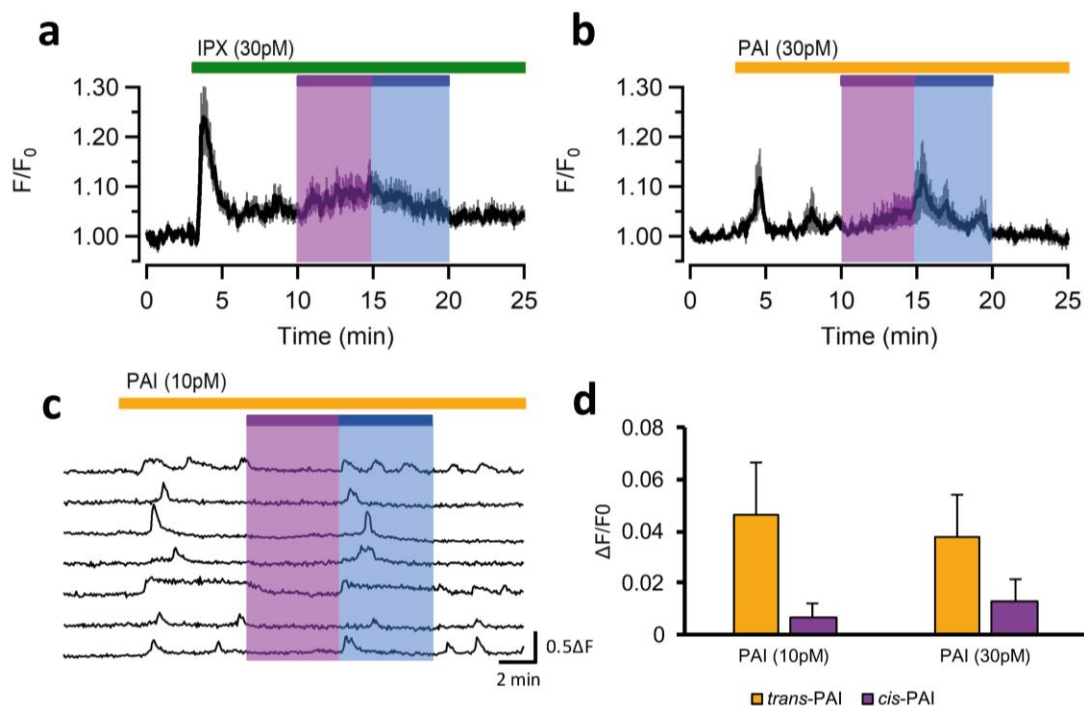 a
IPX (30pM)
1.30
1.20
1.10
1.00
F/F0
0 5 10 15 20 25
Time (min)
b
PAI (30pM)
1.30
1.20
1.10
1.00
F/F0
0 5 10 15 20 25
Time (min)
c
PAI (10pM)
0.5ΔF
2 min
d
0.08
0.06
0.04
0.02
0
ΔF/F0
PAI (10pM) PAI (30pM)
trans-PAI cis-PAI